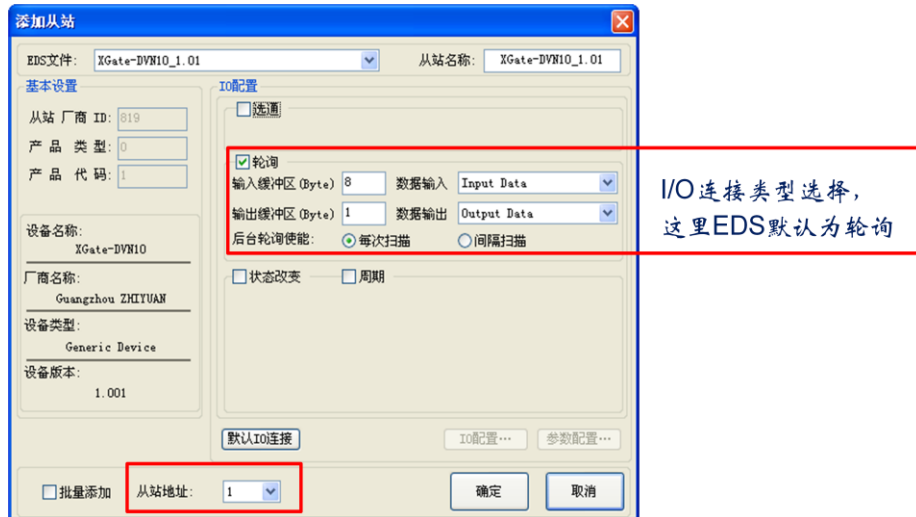 添加从站
EDS文件: XGate-DVN10_1.01 从站名称: XGate-DVN10_1.01
基本设置
从站 厂商 ID: 819
产 品 类 型: 0
产 品 代 码: 1
设备名称:
XGate-DVN10
厂商名称:
Guangzhou ZHIYUAN
设备类型:
Generic Device
设备版本:
1.001
IO配置
选通
轮询
输入缓冲区(Byte) 8 数据输入 Input Data
输出缓冲区(Byte) 1 数据输出 Output Data
后台轮询使能: 每次扫描 间隔扫描
状态改变 周期
默认IO连接 IO配置… 参数配置…
批量添加 从站地址: 1 确定 取消
I/O连接类型选择,
这里EDS默认为轮询